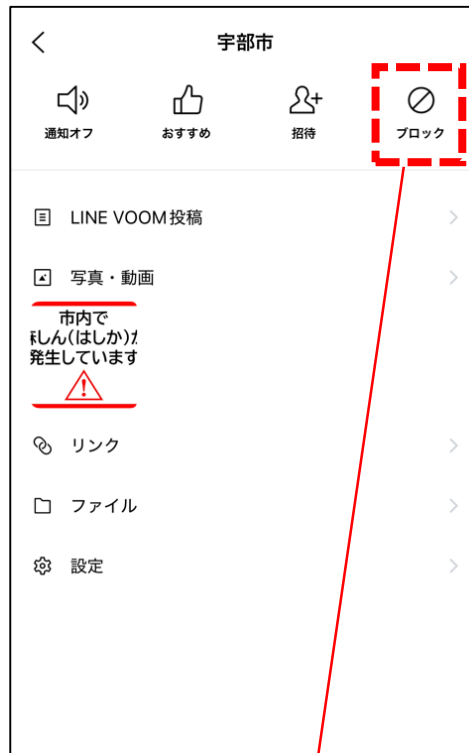 宇部市
通知オフ おすすめ 招待 ブロック
LINE VOOM投稿
写真・動画
市内で
しん(はしか)
発生しています
リンク
ファイル
設定